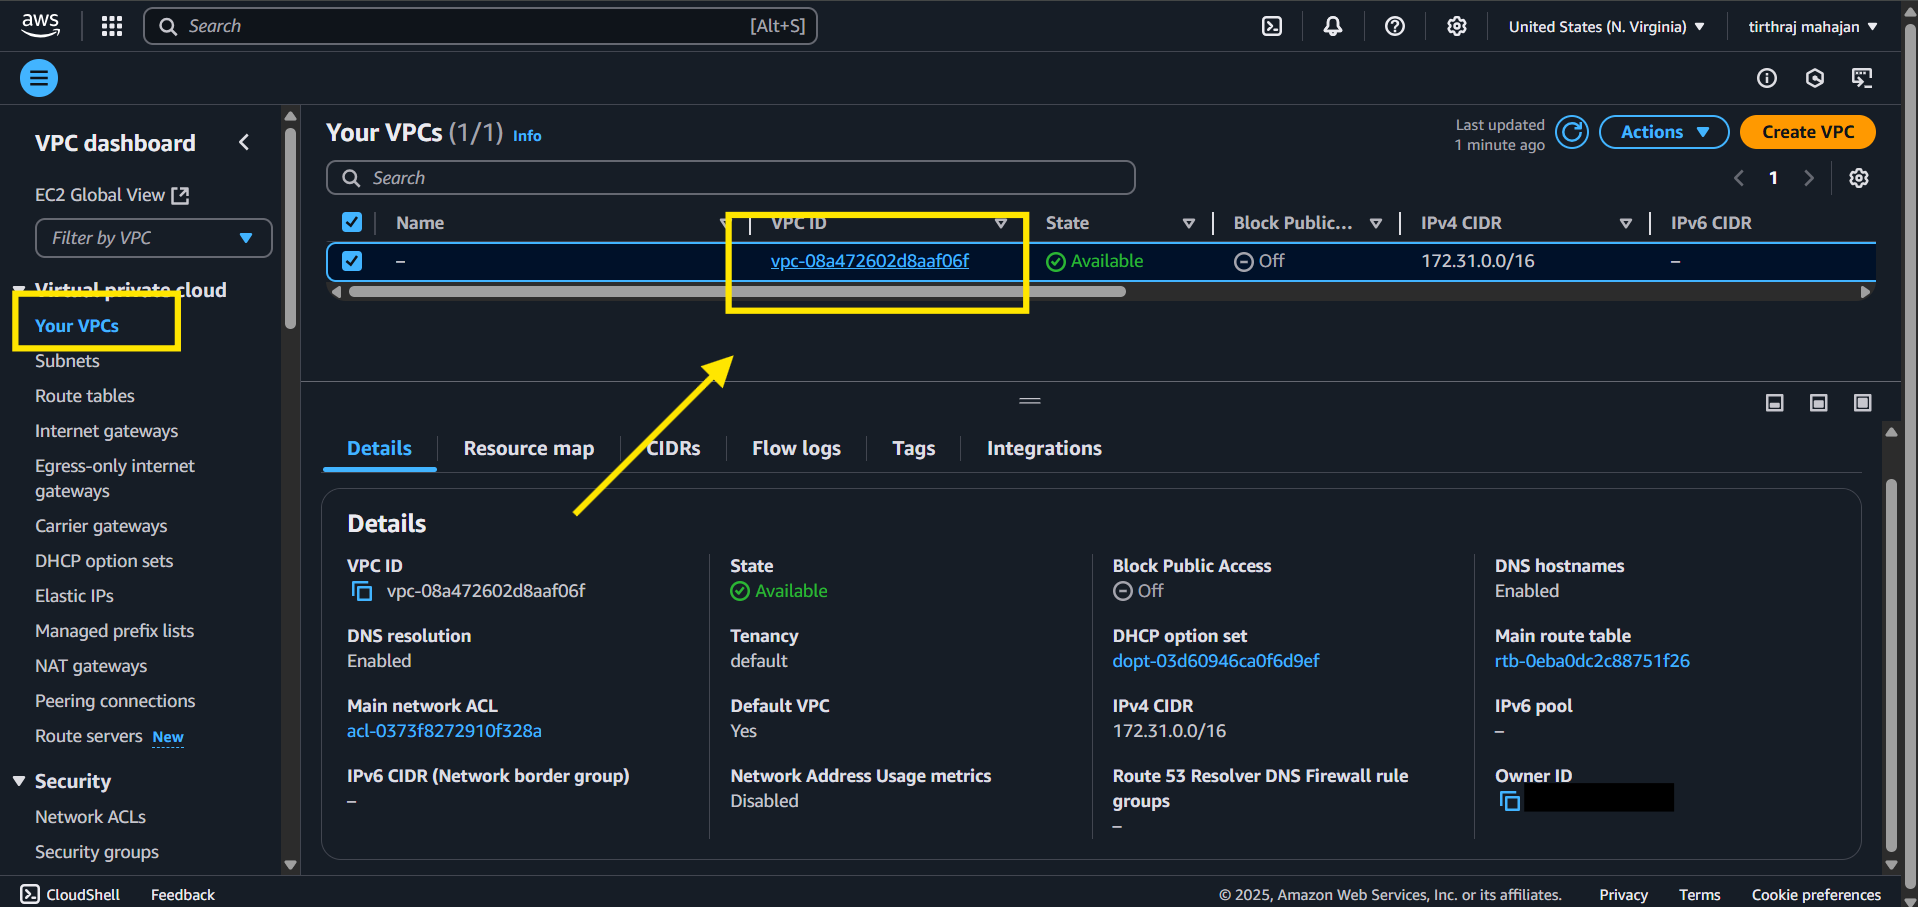 aws
Search [Alt+S]
United States (N. Virginia)
tirthraj mahajan
VPC dashboard
EC2 Global View
Filter by VPC
Virtual private cloud
Your VPCs
Subnets
Route tables
Internet gateways
Egress-only internet
gateways
Carrier gateways
DHCP option sets
Elastic IPs
Managed prefix lists
NAT gateways
Peering connections
Route servers New
Security
Network ACLs
Security groups
Your VPCs (1/1) Info
Last updated
1 minute ago
Actions
Create VPC
Search
1
Name VPC ID State Block Public... IPv4 CIDR IPv6 CIDR
– vpc-08a472602d8aaf06f Available Off 172.31.0.0/16 –
Details Resource map CIDRs Flow logs Tags Integrations
Details
VPC ID
vpc-08a472602d8aaf06f
State
Available
Block Public Access
Off
DNS hostnames
Enabled
DNS resolution
Enabled
Tenancy
default
DHCP option set
dopt-03d60946ca0f6d9ef
Main route table
rtb-0eba0dc2c88751f26
Main network ACL
acl-0373f8272910f328a
Default VPC
Yes
IPv4 CIDR
172.31.0.0/16
IPv6 pool
–
IPv6 CIDR (Network border group)
–
Network Address Usage metrics
Disabled
Route 53 Resolver DNS Firewall rule
groups
–
Owner ID
CloudShell Feedback
© 2025, Amazon Web Services, Inc. or its affiliates. Privacy Terms Cookie preferences